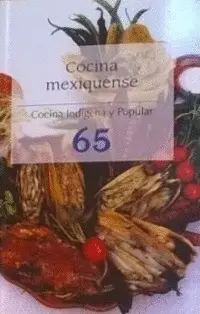 Cocina
mexiquense
Cocina Indígena y Popular
65